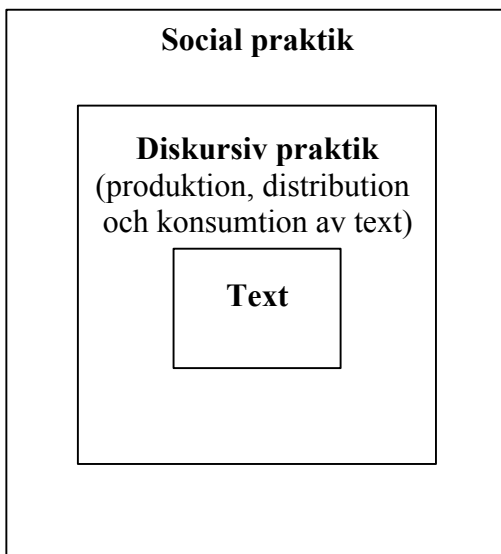 Social praktik
Diskursiv praktik
(produktion, distribution
och konsumtion av text)
Text